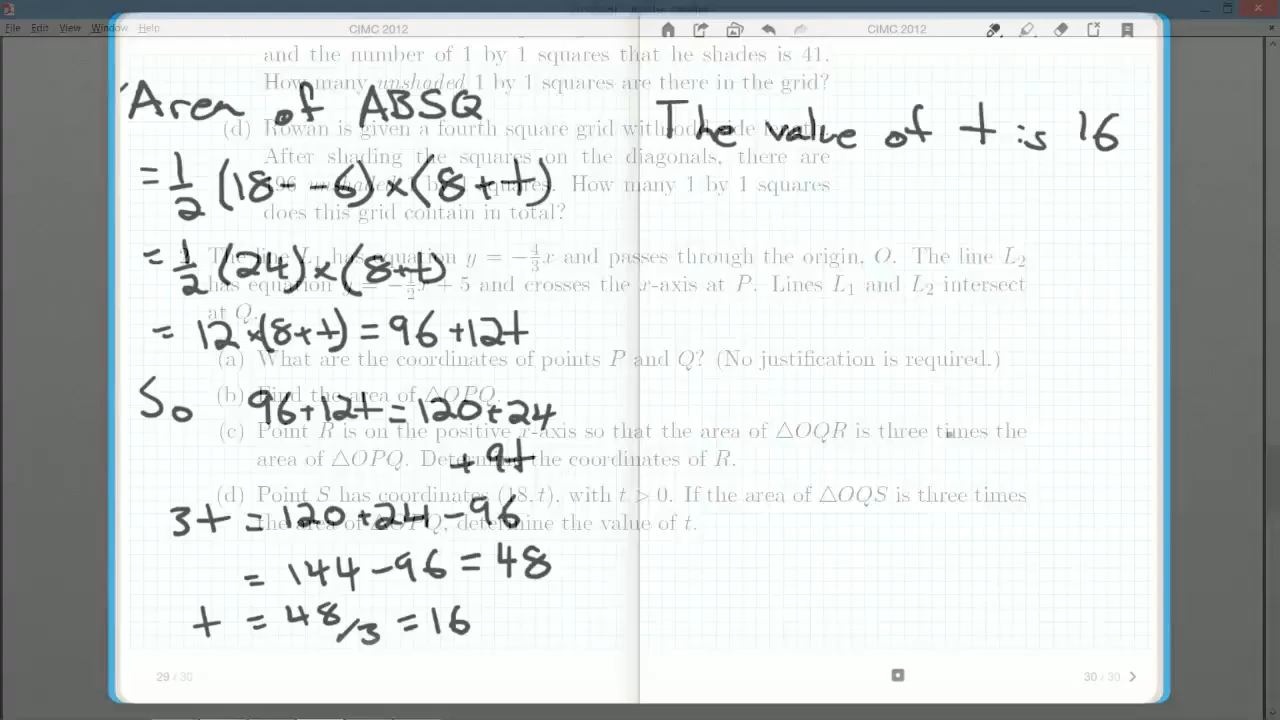 File Edit View Window Help
CIMC 2012
CIMC 2012
and the number of 1 by 1 squares that he shades is 41.
How many unshaded 1 by 1 squares are there in the grid?
(d) Rowan is given a fourth square grid with odd side
After shading the squares on the diagonals, there are
196 unshaded 1 by 1 squares. How many 1 by 1 squares
does this grid contain in total?
2. The line L₁ has equation y = -4/3 x and passes through the origin, O. The line L₂
has equation y = -1/2 x + 5 and crosses the x-axis at P. Lines L₁ and L₂ intersect
at Q.
(a) What are the coordinates of points P and Q? (No justification is required.)
(b) Find the area of △OPQ.
(c) Point R is on the positive x-axis so that the area of △OQR is three times the
area of △OPQ. Determine the coordinates of R.
(d) Point S has coordinates (18, t), with t > 0. If the area of △OQS is three times
the area of △OPQ, determine the value of t.
Area of ABSQ
= 1/2 (18 - -6) × (8 + t)
= 1/2 (24) × (8+t)
= 12 × (8+t) = 96 + 12t
So 96+12t = 120+24
+ 9t
3t = 120+24-96
= 144 - 96 = 48
t = 48/3 = 16
29 / 30
The value of t is 16
30 / 30